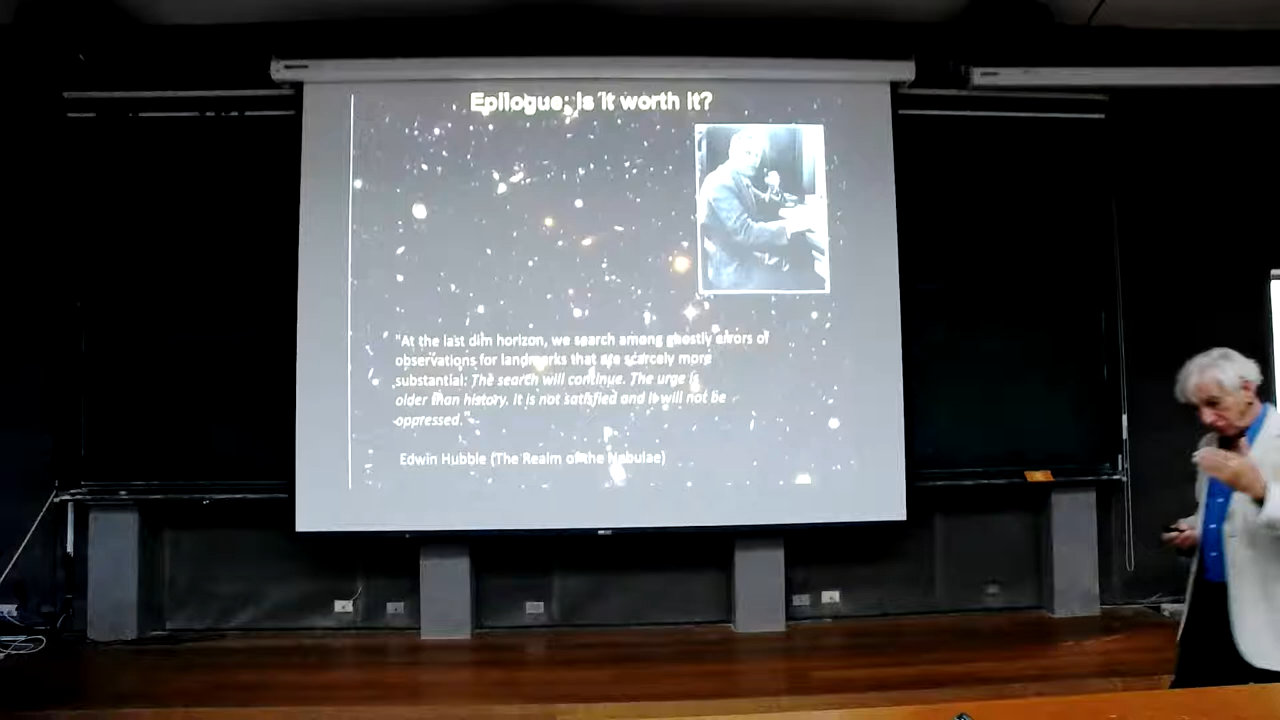 Epilogue: is it worth it?
"At the last dim horizon, we search among ghostly errors of
observations for landmarks that are scarcely more
substantial: The search will continue. The urge is
older than history. It is not satisfied and it will not be
oppressed."
Edwin Hubble (The Realm of the Nebulae)